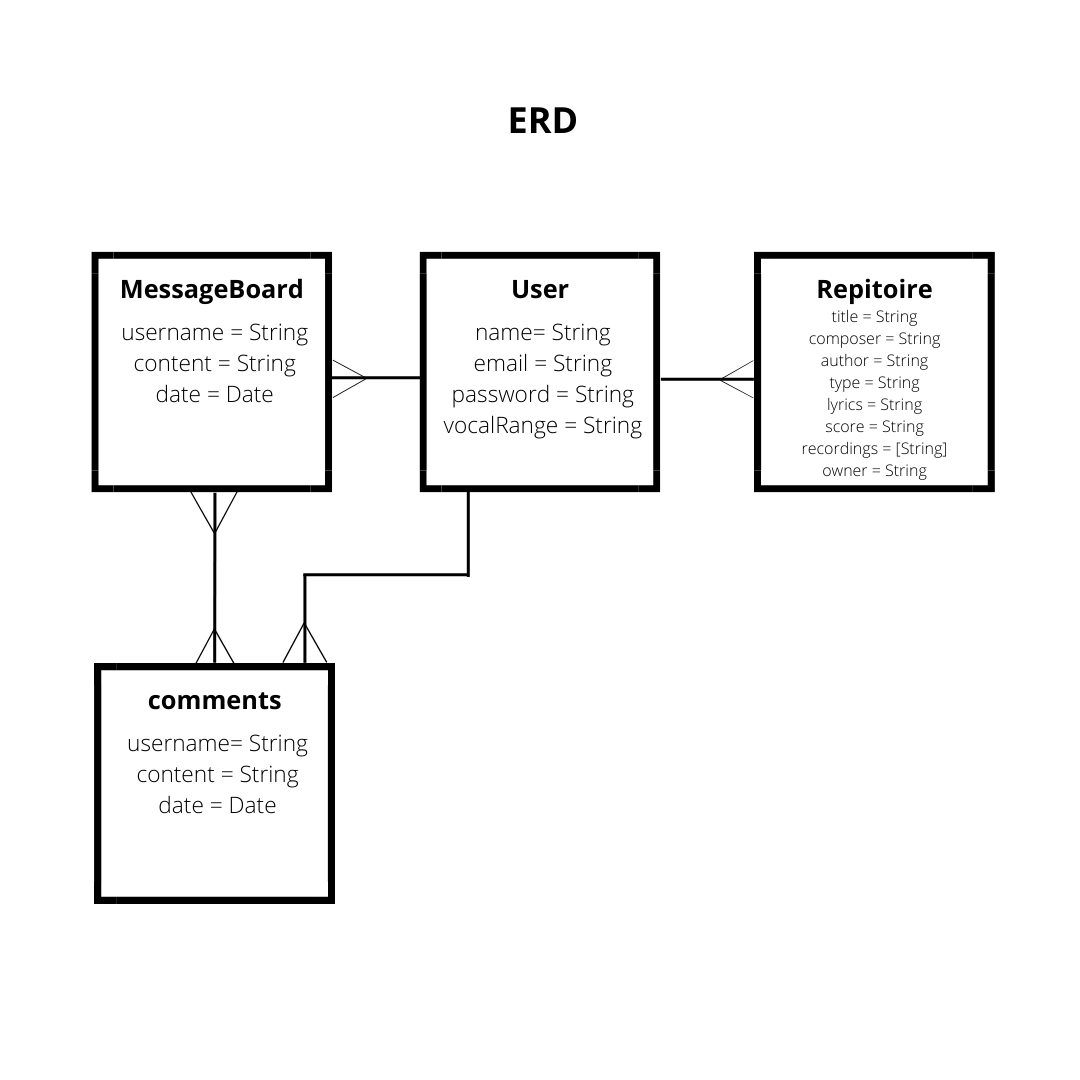 ERD
MessageBoard
username = String
content = String
date = Date
User
name= String
email = String
password = String
vocalRange = String
Repitoire
title = String
composer = String
author = String
type = String
lyrics = String
score = String
recordings = [String]
owner = String
comments
username= String
content = String
date = Date